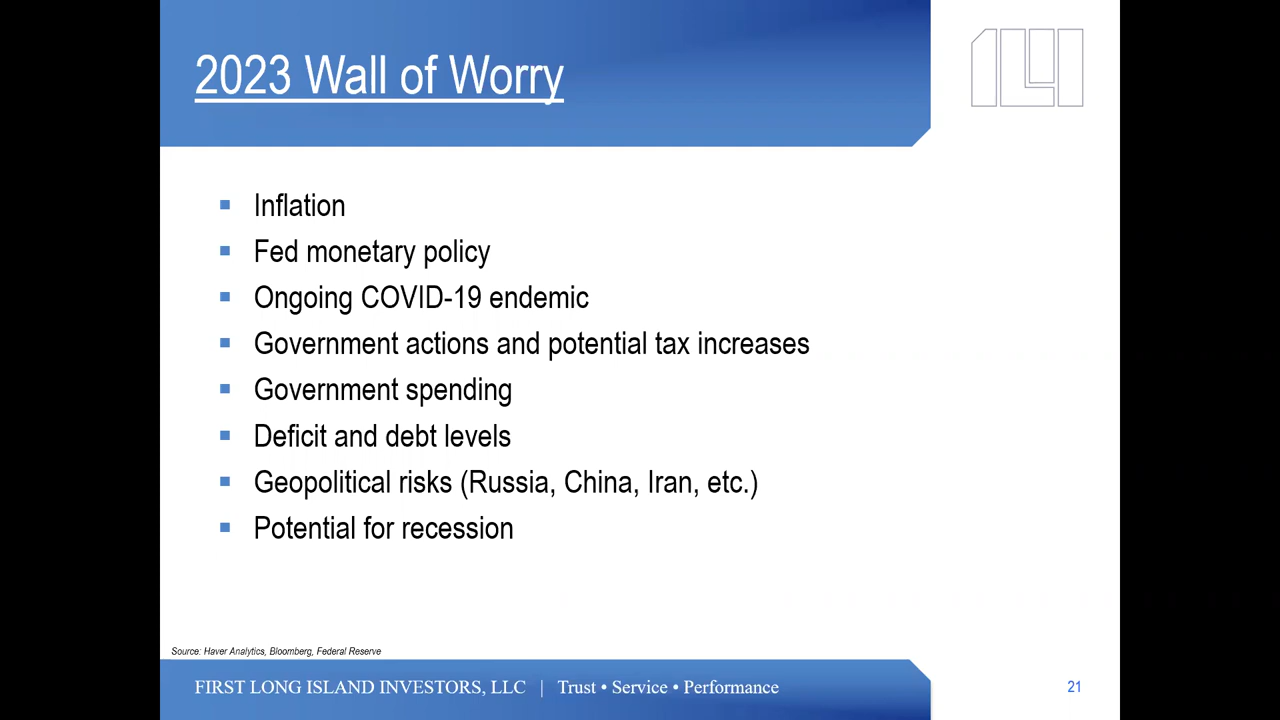 2023 Wall of Worry
Inflation
Fed monetary policy
Ongoing COVID-19 endemic
Government actions and potential tax increases
Government spending
Deficit and debt levels
Geopolitical risks (Russia, China, Iran, etc.)
Potential for recession
Source: Haver Analytics, Bloomberg, Federal Reserve
FIRST LONG ISLAND INVESTORS, LLC | Trust • Service • Performance
21